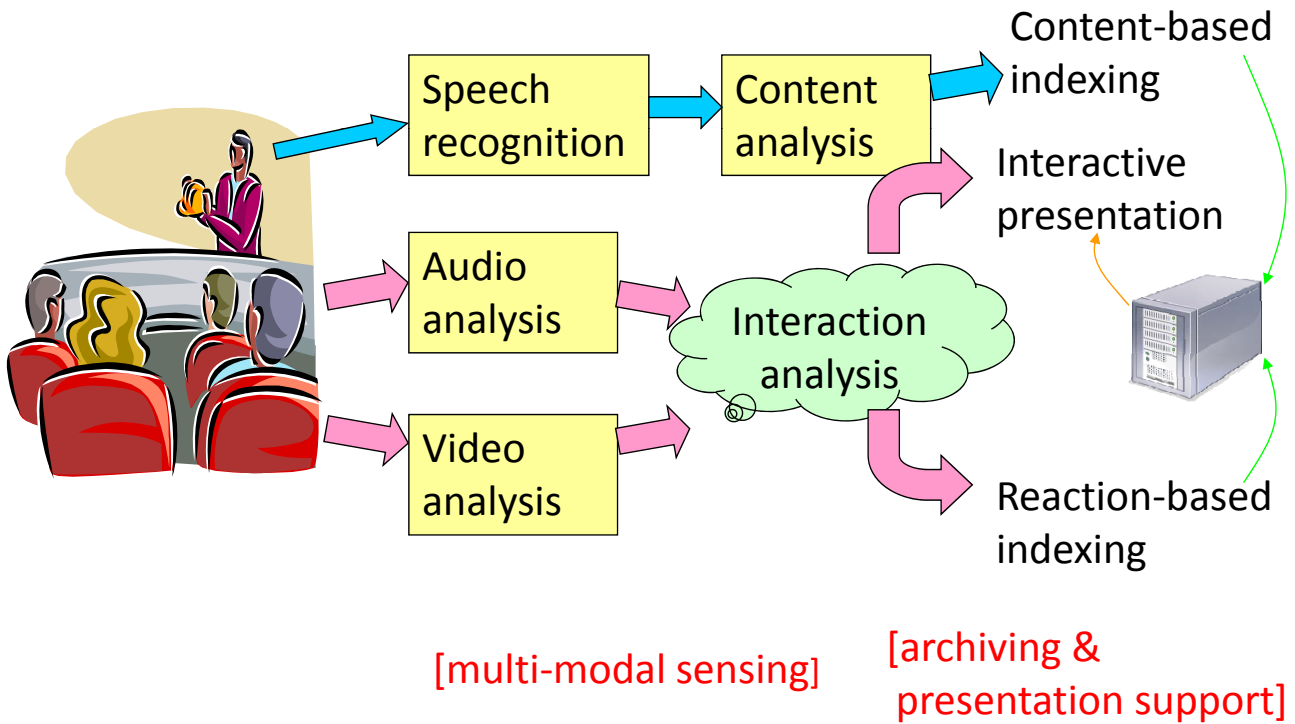 Speech
recognition
Content
analysis
Content-based
indexing
Interactive
presentation
Audio
analysis
Interaction
analysis
Video
analysis
Reaction-based
indexing
[multi-modal sensing]
[archiving &
presentation support]